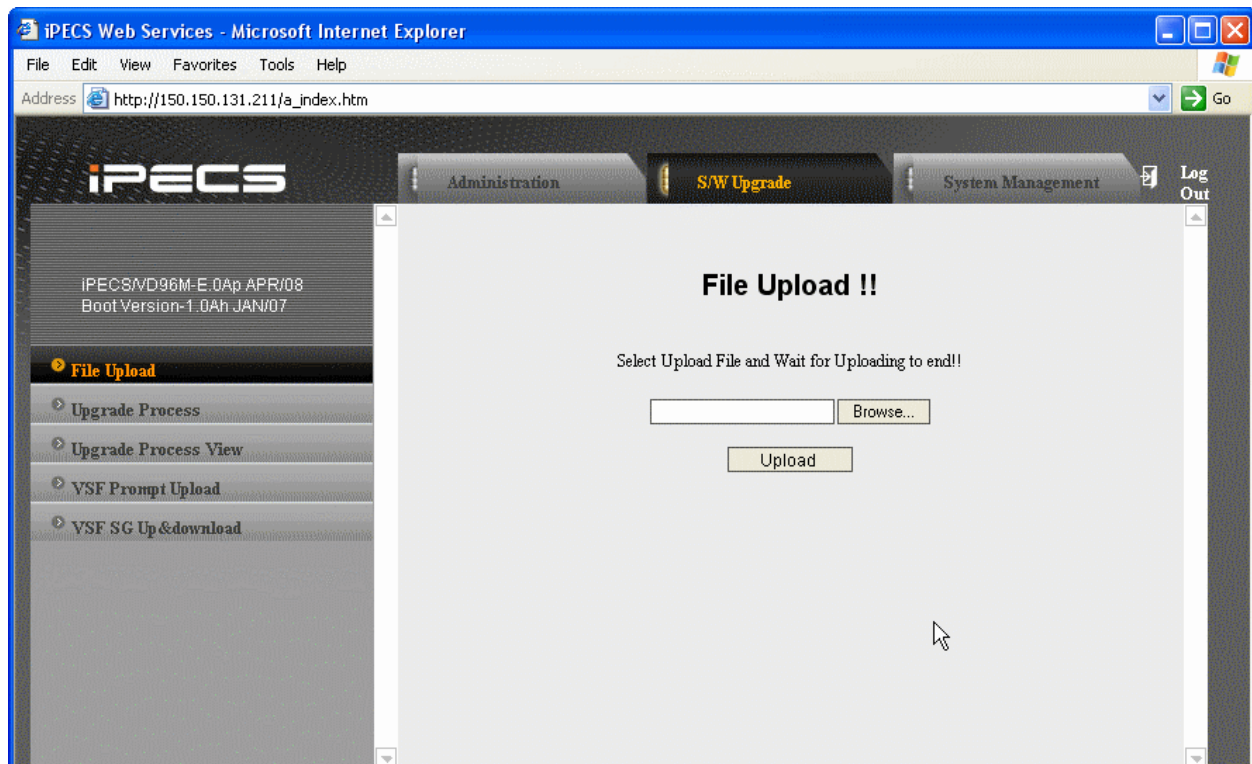 iPECS Web Services - Microsoft Internet Explorer
File Edit View Favorites Tools Help
Address http://150.150.131.211/a_index.htm Go
iPECS
Administration
S/W Upgrade
System Management
Log
Out
iPECS/VD96M-E.0Ap APR/08
Boot Version-1.0Ah JAN/07
File Upload
Upgrade Process
Upgrade Process View
VSF Prompt Upload
VSF SG Up&download
File Upload !!
Select Upload File and Wait for Uploading to end!!
Browse...
Upload